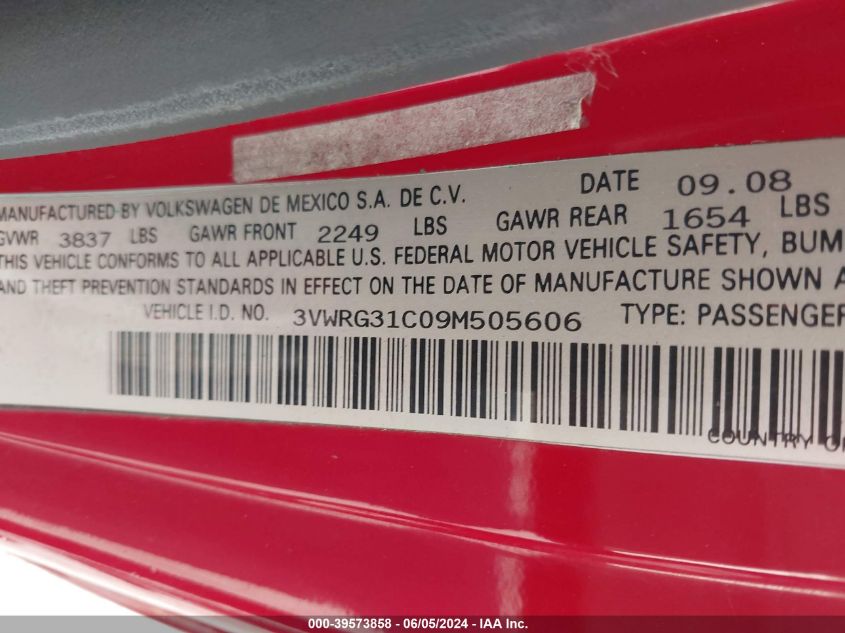 MANUFACTURED BY VOLKSWAGEN DE MEXICO S.A. DE C.V. DATE 09.08
GVWR 3837 LBS GAWR FRONT 2249 LBS GAWR REAR 1654 LBS
THIS VEHICLE CONFORMS TO ALL APPLICABLE U.S. FEDERAL MOTOR VEHICLE SAFETY, BUM
AND THEFT PREVENTION STANDARDS IN EFFECT ON THE DATE OF MANUFACTURE SHOWN A
VEHICLE I.D. NO. 3VWRG31C09M505606 TYPE: PASSENGER
COUNTRY OF
000-39573858 - 06/05/2024 - IAA Inc.